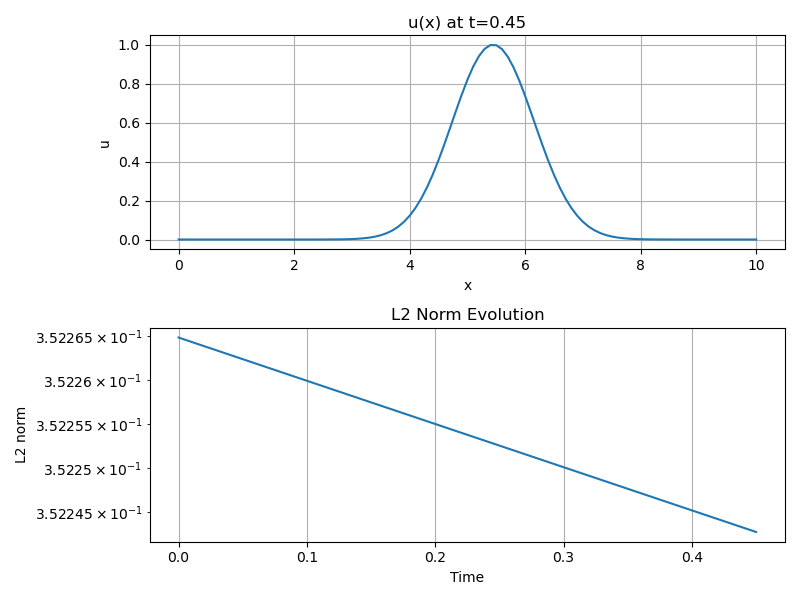 u(x) at t=0.45
1.0
0.8
0.6
0.4
0.2
0.0
u
0 2 4 6 8 10
x
L2 Norm Evolution
3.52265 × 10⁻¹
3.5226 × 10⁻¹
3.52255 × 10⁻¹
3.5225 × 10⁻¹
3.52245 × 10⁻¹
L2 norm
0.0 0.1 0.2 0.3 0.4
Time